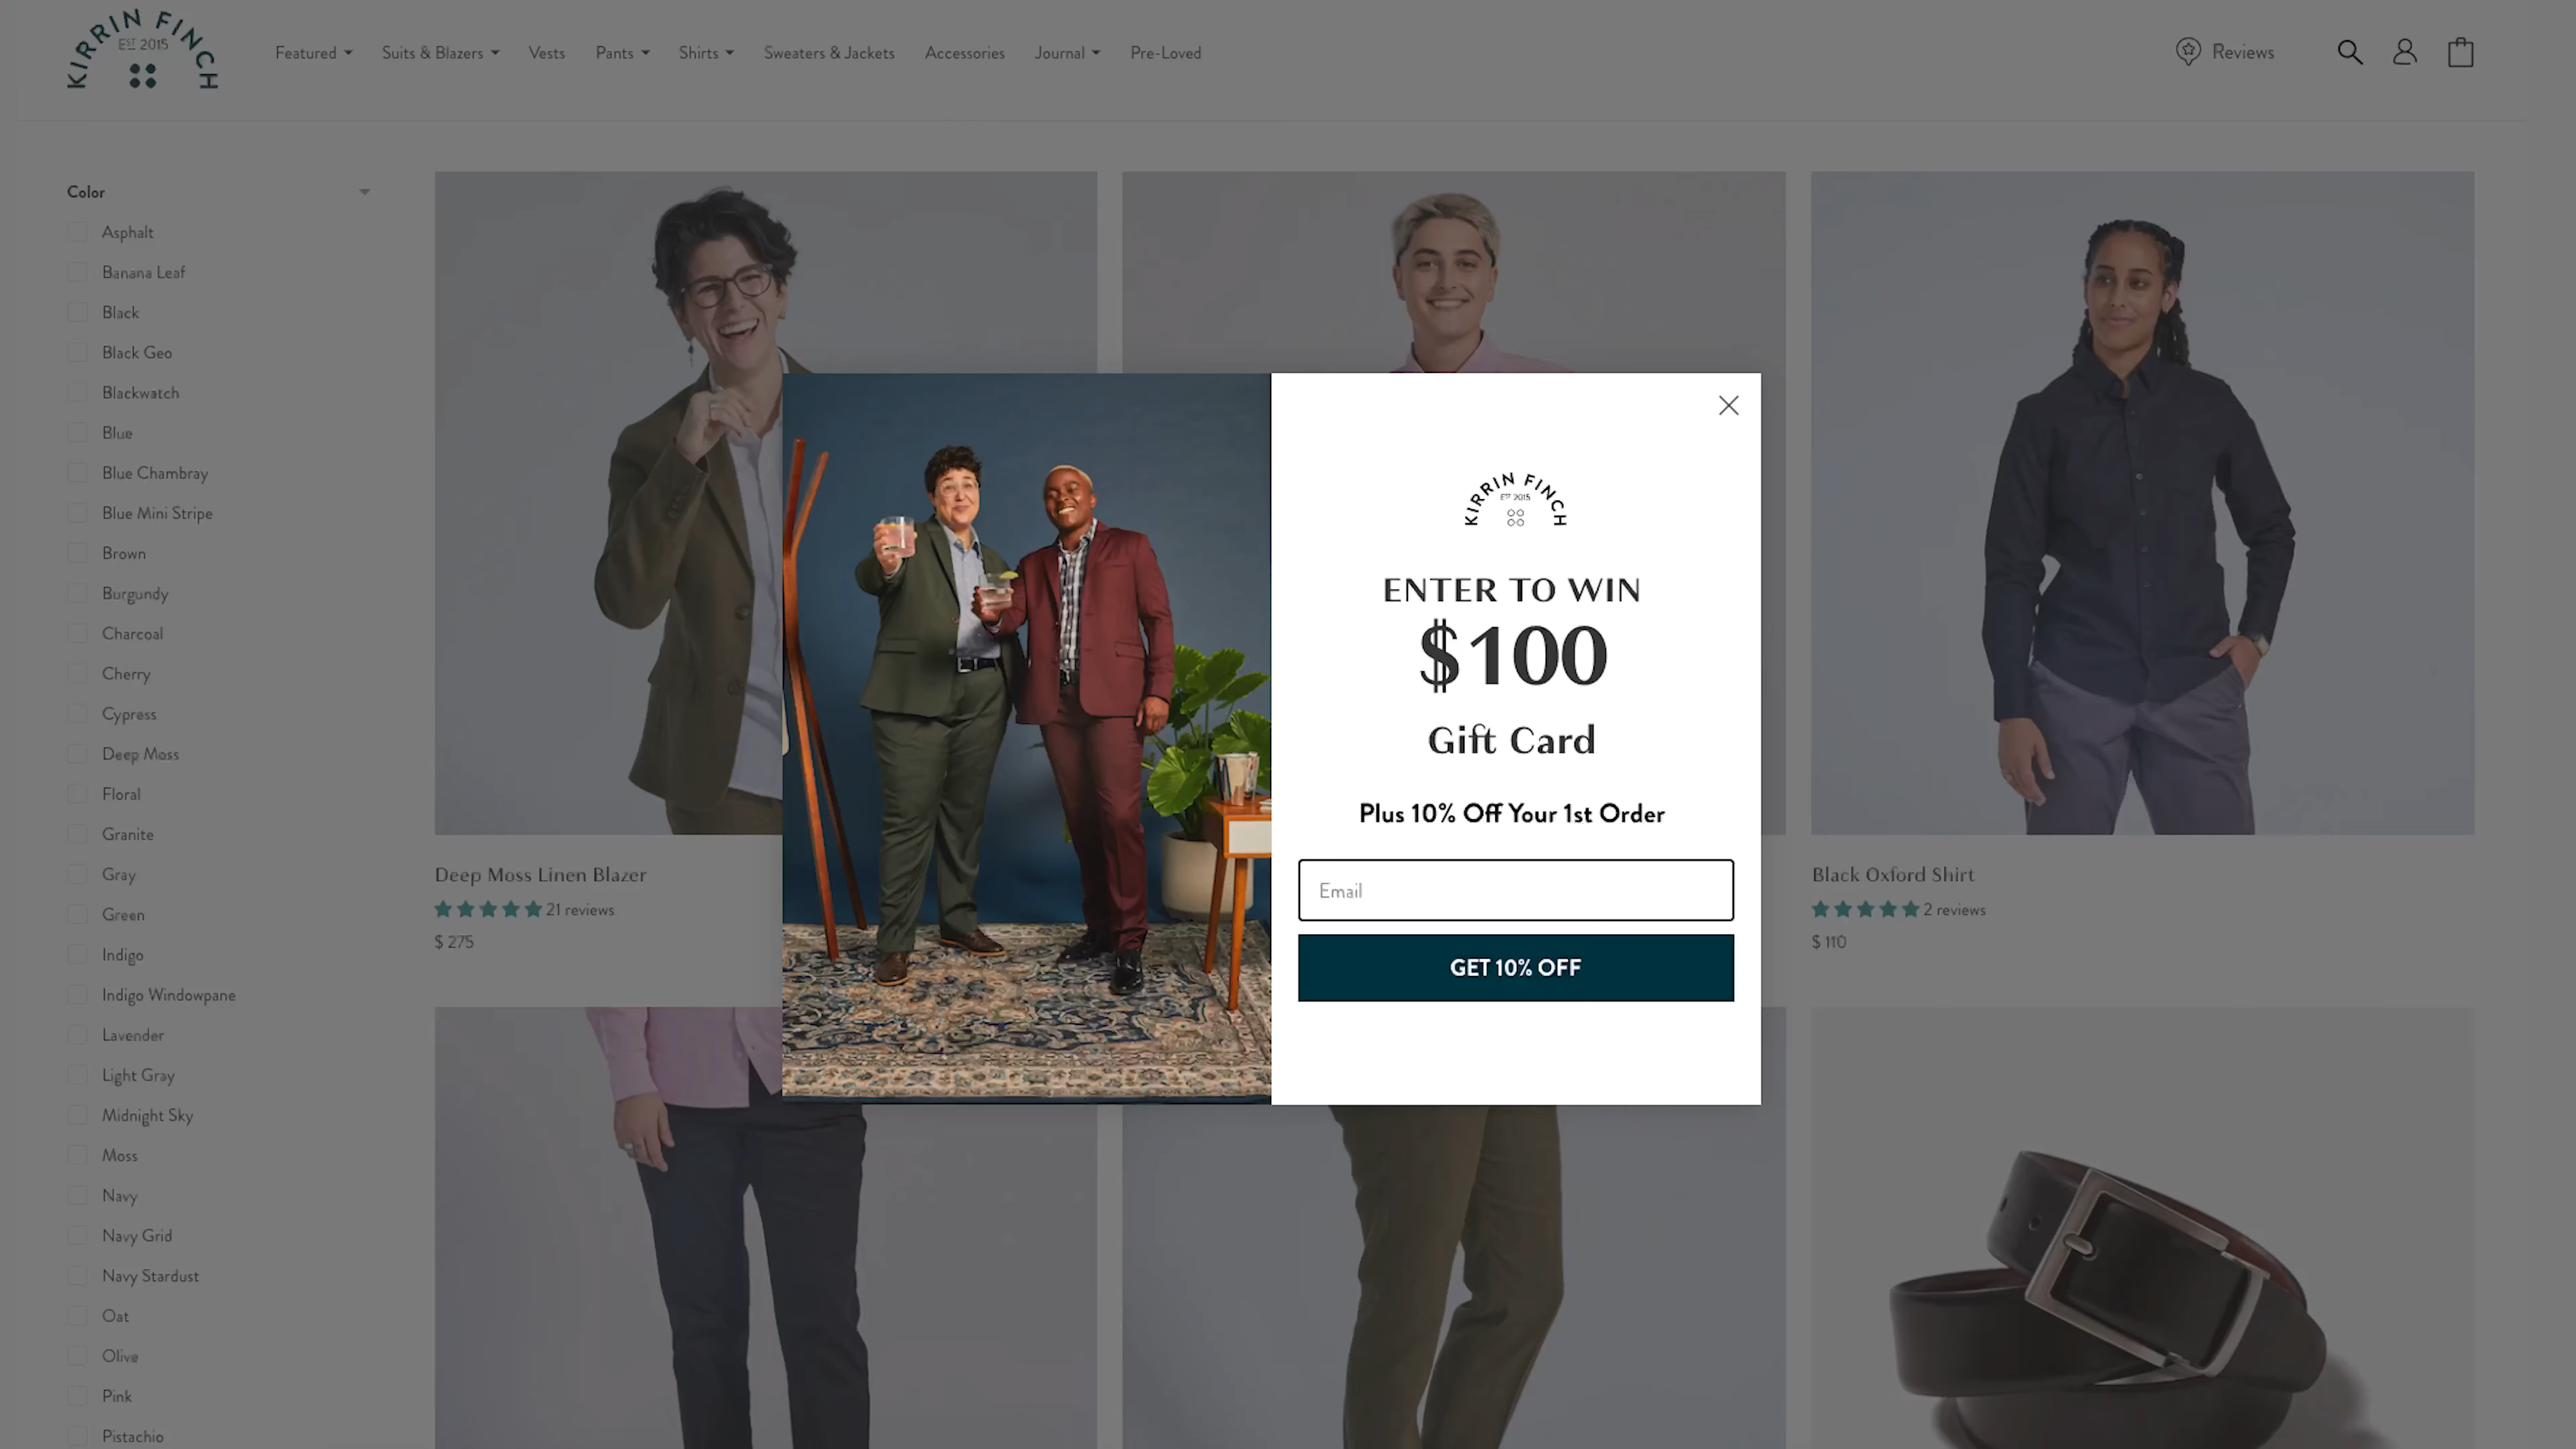 KIRRIN FINCH
EST 2015
Featured
Suits & Blazers
Vests
Pants
Shirts
Sweaters & Jackets
Accessories
Journal
Pre-Loved
Reviews
Color
Asphalt
Banana Leaf
Black
Black Geo
Blackwatch
Blue
Blue Chambray
Blue Mini Stripe
Brown
Burgundy
Charcoal
Cherry
Cypress
Deep Moss
Floral
Granite
Gray
Green
Indigo
Indigo Windowpane
Lavender
Light Gray
Midnight Sky
Moss
Navy
Navy Grid
Navy Stardust
Oat
Olive
Pink
Pistachio
Deep Moss Linen Blazer
21 reviews
$ 275
Black Oxford Shirt
2 reviews
$ 110
KIRRIN FINCH
EST 2015
ENTER TO WIN
$100
Gift Card
Plus 10% Off Your 1st Order
Email
GET 10% OFF